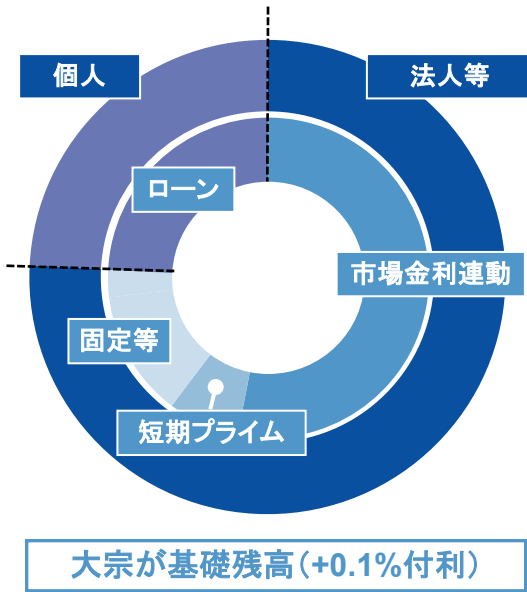 個人
法人等
ローン
市場金利連動
固定等
短期プライム
大宗が基礎残高(+0.1%付利)